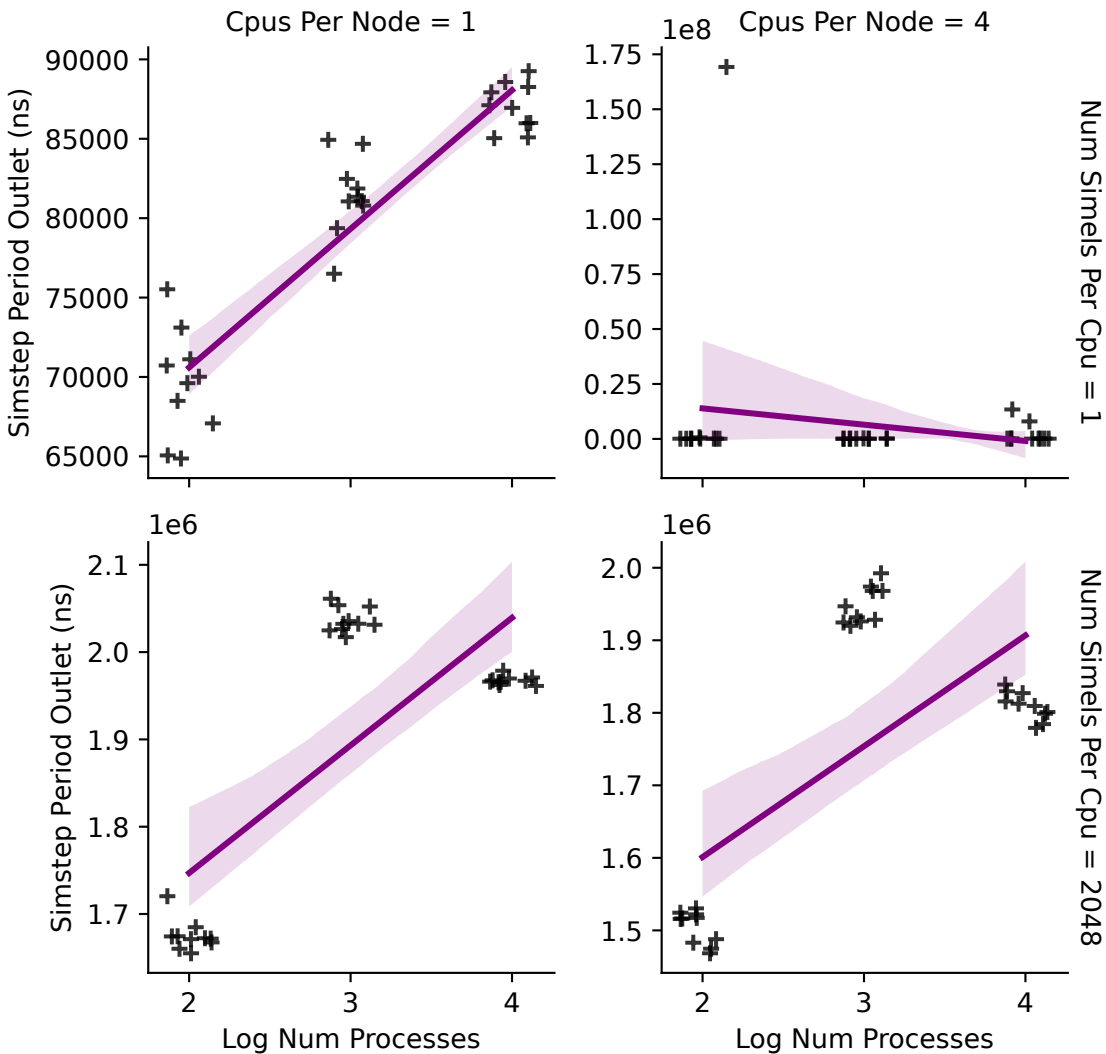 Cpus Per Node = 1
Cpus Per Node = 4
1e8
90000
85000
80000
75000
70000
65000
Simstep Period Outlet (ns)
1.75
1.50
1.25
1.00
0.75
0.50
0.25
0.00
Num Simels Per Cpu = 1
1e6
2.1
2.0
1.9
1.8
1.7
Simstep Period Outlet (ns)
2
3
4
Log Num Processes
1e6
2.0
1.9
1.8
1.7
1.6
1.5
2
3
4
Log Num Processes
Num Simels Per Cpu = 2048